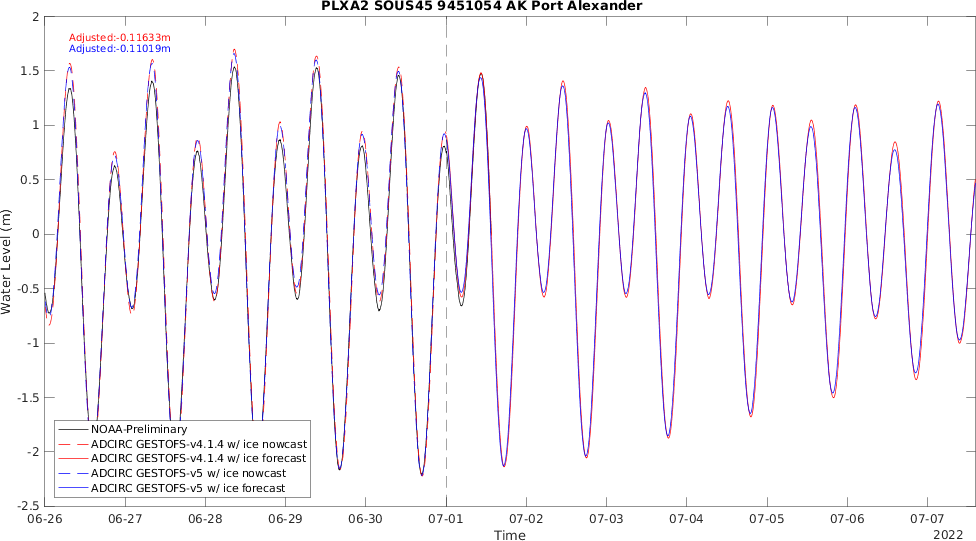 PLXA2 SOUS45 9451054 AK Port Alexander
Adjusted:-0.11633m
Adjusted:-0.11019m
2
1.5
1
0.5
0
-0.5
-1
-1.5
-2
-2.5
Water Level (m)
NOAA-Preliminary
ADCIRC GESTOFS-v4.1.4 w/ ice nowcast
ADCIRC GESTOFS-v4.1.4 w/ ice forecast
ADCIRC GESTOFS-v5 w/ ice nowcast
ADCIRC GESTOFS-v5 w/ ice forecast
06-26 06-27 06-28 06-29 06-30 07-01 07-02 07-03 07-04 07-05 07-06 07-07
Time
2022